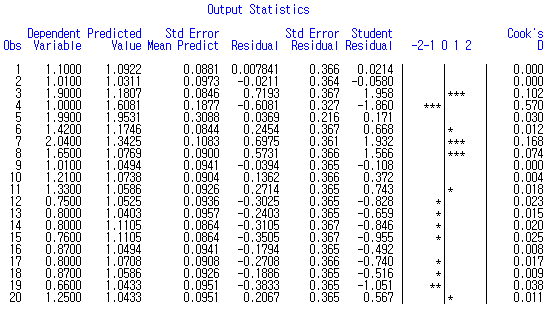 Output Statistics
Dependent Predicted Std Error Std Error Student Cook's
Obs Variable Value Mean Predict Residual Residual Residual -2-1 0 1 2 D
1 1.1000 1.0922 0.0881 0.007841 0.366 0.0214 | | | 0.000
2 1.0100 1.0311 0.0973 -0.0211 0.364 -0.0580 | | | 0.000
3 1.9000 1.1807 0.0846 0.7193 0.367 1.958 | |*** | 0.102
4 1.0000 1.6081 0.1877 -0.6081 0.327 -1.860 | ***| | 0.570
5 1.9900 1.9531 0.3088 0.0369 0.216 0.171 | | | 0.030
6 1.4200 1.1746 0.0844 0.2454 0.367 0.668 | |* | 0.012
7 2.0400 1.3425 0.1083 0.6975 0.361 1.932 | |*** | 0.168
8 1.6500 1.0769 0.0900 0.5731 0.366 1.566 | |*** | 0.074
9 1.0100 1.0494 0.0941 -0.0394 0.365 -0.108 | | | 0.000
10 1.2100 1.0738 0.0904 0.1362 0.366 0.372 | | | 0.004
11 1.3300 1.0586 0.0926 0.2714 0.365 0.743 | |* | 0.018
12 0.7500 1.0525 0.0936 -0.3025 0.365 -0.828 | *| | 0.023
13 0.8000 1.0403 0.0957 -0.2403 0.365 -0.659 | *| | 0.015
14 0.8000 1.1105 0.0864 -0.3105 0.367 -0.846 | *| | 0.020
15 0.7600 1.1105 0.0864 -0.3505 0.367 -0.955 | *| | 0.025
16 0.8700 1.0494 0.0941 -0.1794 0.365 -0.492 | | | 0.008
17 0.8000 1.0708 0.0908 -0.2708 0.366 -0.740 | *| | 0.017
18 0.8700 1.0586 0.0926 -0.1886 0.365 -0.516 | *| | 0.009
19 0.6600 1.0433 0.0951 -0.3833 0.365 -1.051 | **| | 0.038
20 1.2500 1.0433 0.0951 0.2067 0.365 0.567 | |* | 0.011